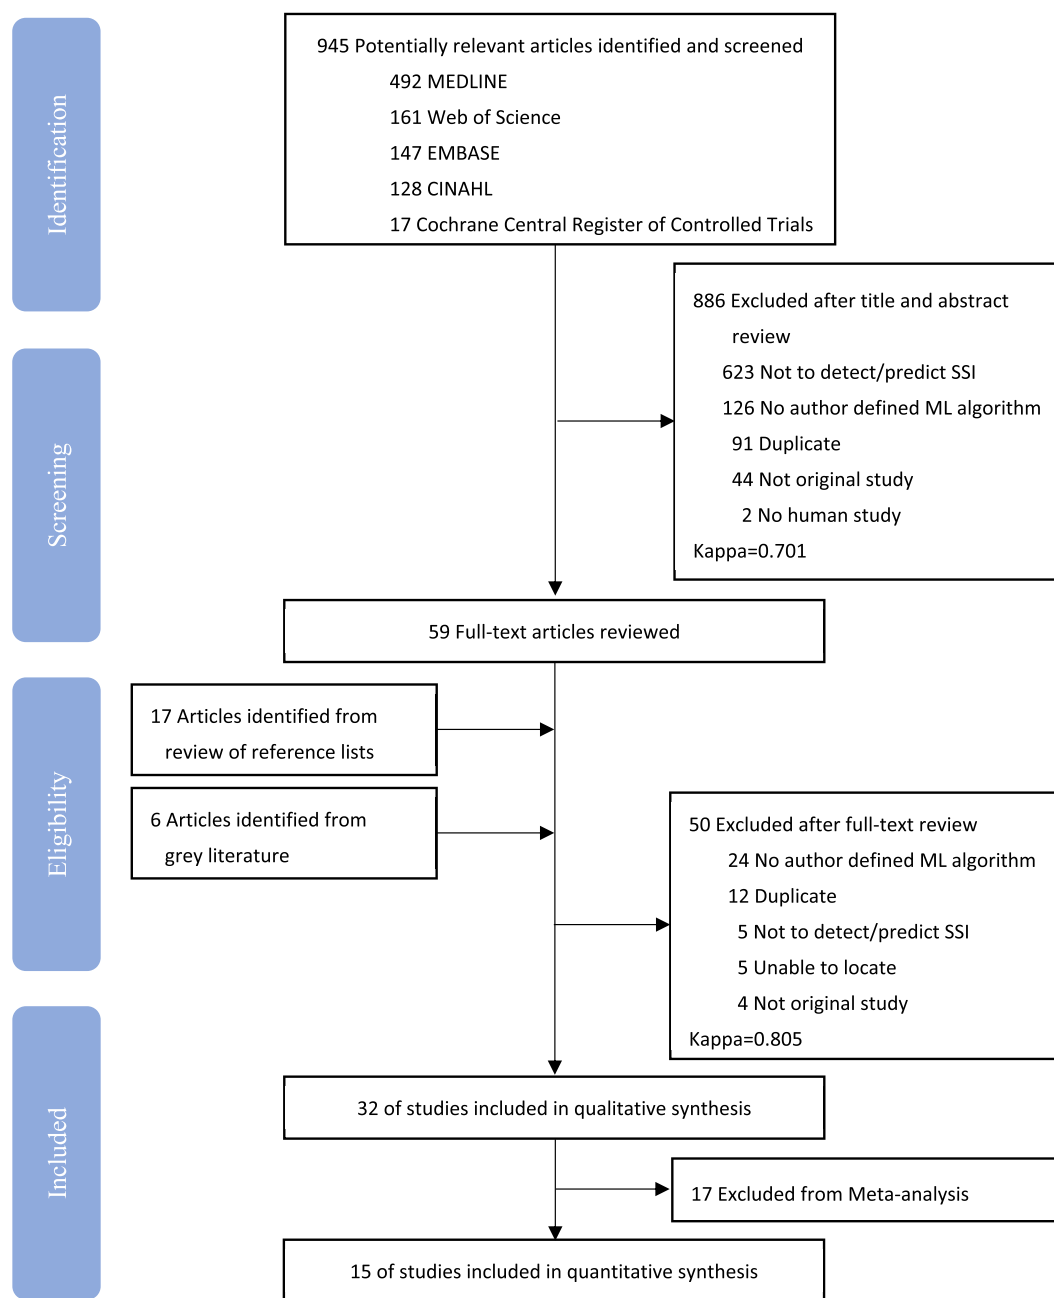 Identification
945 Potentially relevant articles identified and screened
492 MEDLINE
161 Web of Science
147 EMBASE
128 CINAHL
17 Cochrane Central Register of Controlled Trials
886 Excluded after title and abstract
review
623 Not to detect/predict SSI
126 No author defined ML algorithm
91 Duplicate
44 Not original study
2 No human study
Kappa=0.701
Screening
59 Full-text articles reviewed
Eligibility
17 Articles identified from
review of reference lists
6 Articles identified from
grey literature
50 Excluded after full-text review
24 No author defined ML algorithm
12 Duplicate
5 Not to detect/predict SSI
5 Unable to locate
4 Not original study
Kappa=0.805
Included
32 of studies included in qualitative synthesis
17 Excluded from Meta-analysis
15 of studies included in quantitative synthesis